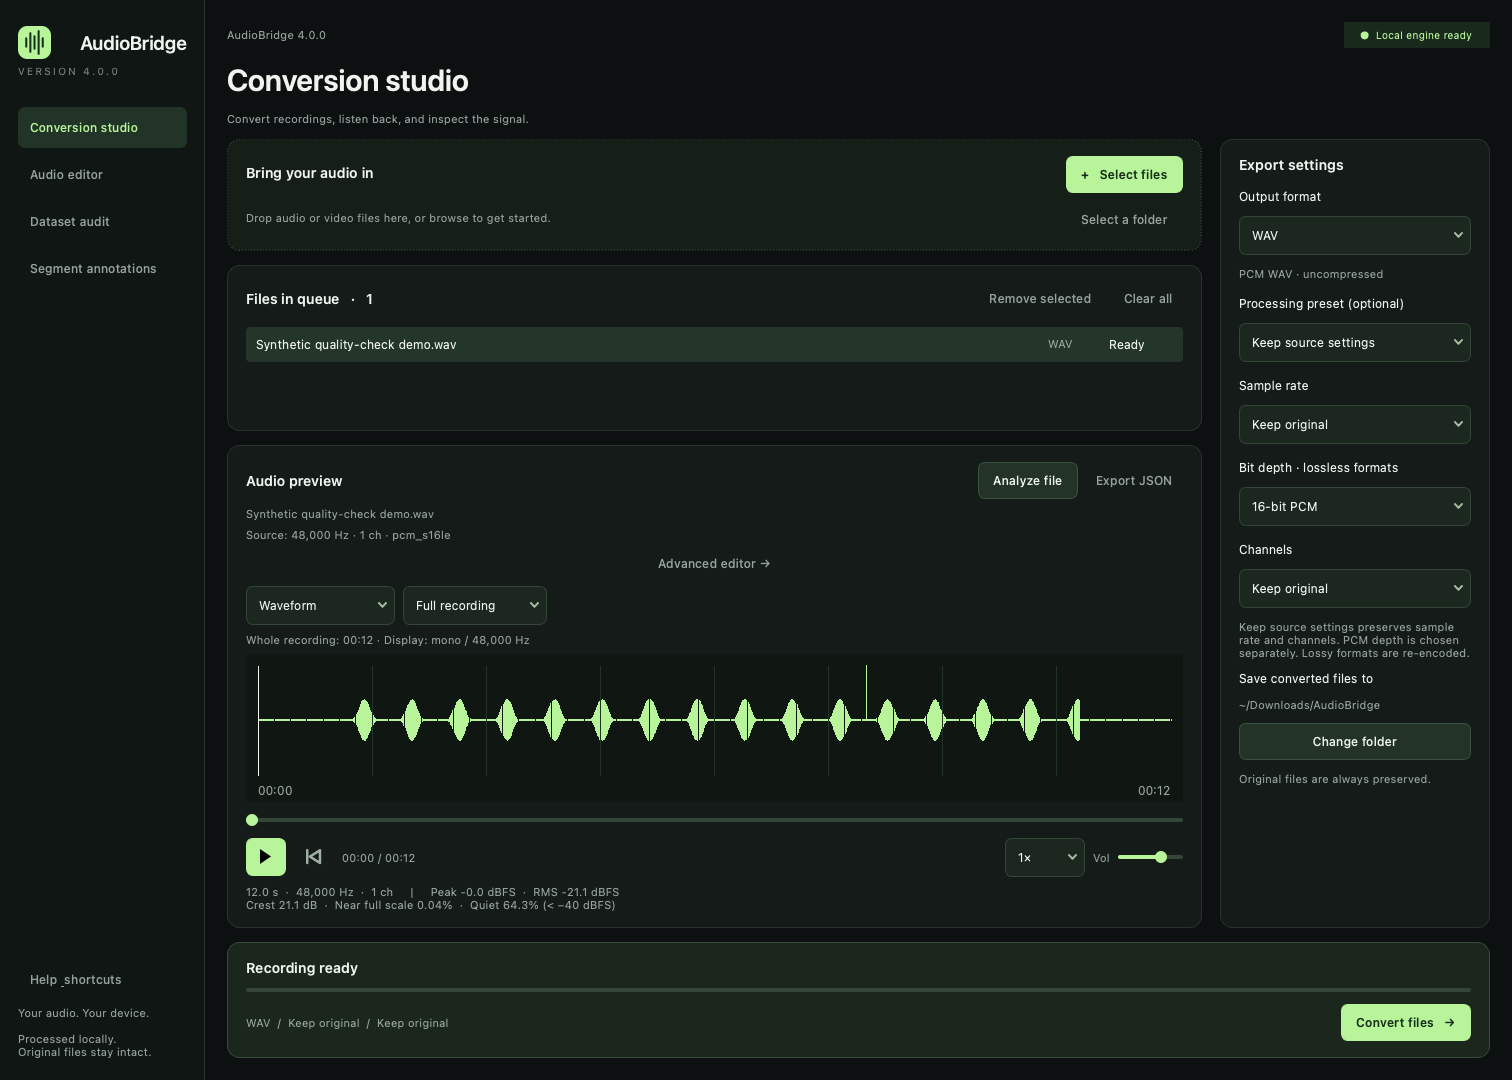 AudioBridge
VERSION 4.0.0
Conversion studio
Audio editor
Dataset audit
Segment annotations
Help _shortcuts
Your audio. Your device.
Processed locally.
Original files stay intact.
AudioBridge 4.0.0
Local engine ready
Conversion studio
Convert recordings, listen back, and inspect the signal.
Bring your audio in
+ Select files
Drop audio or video files here, or browse to get started.
Select a folder
Files in queue · 1
Remove selected
Clear all
Synthetic quality-check demo.wav WAV Ready
Audio preview
Analyze file
Export JSON
Synthetic quality-check demo.wav
Source: 48,000 Hz · 1 ch · pcm_s16le
Advanced editor →
Waveform
Full recording
Whole recording: 00:12 · Display: mono / 48,000 Hz
00:00
00:12
00:00 / 00:12
1×
Vol
12.0 s · 48,000 Hz · 1 ch | Peak -0.0 dBFS · RMS -21.1 dBFS
Crest 21.1 dB · Near full scale 0.04% · Quiet 64.3% (< −40 dBFS)
Export settings
Output format
WAV
PCM WAV · uncompressed
Processing preset (optional)
Keep source settings
Sample rate
Keep original
Bit depth · lossless formats
16-bit PCM
Channels
Keep original
Keep source settings preserves sample
rate and channels. PCM depth is chosen
separately. Lossy formats are re-encoded.
Save converted files to
~/Downloads/AudioBridge
Change folder
Original files are always preserved.
Recording ready
WAV / Keep original / Keep original
Convert files →